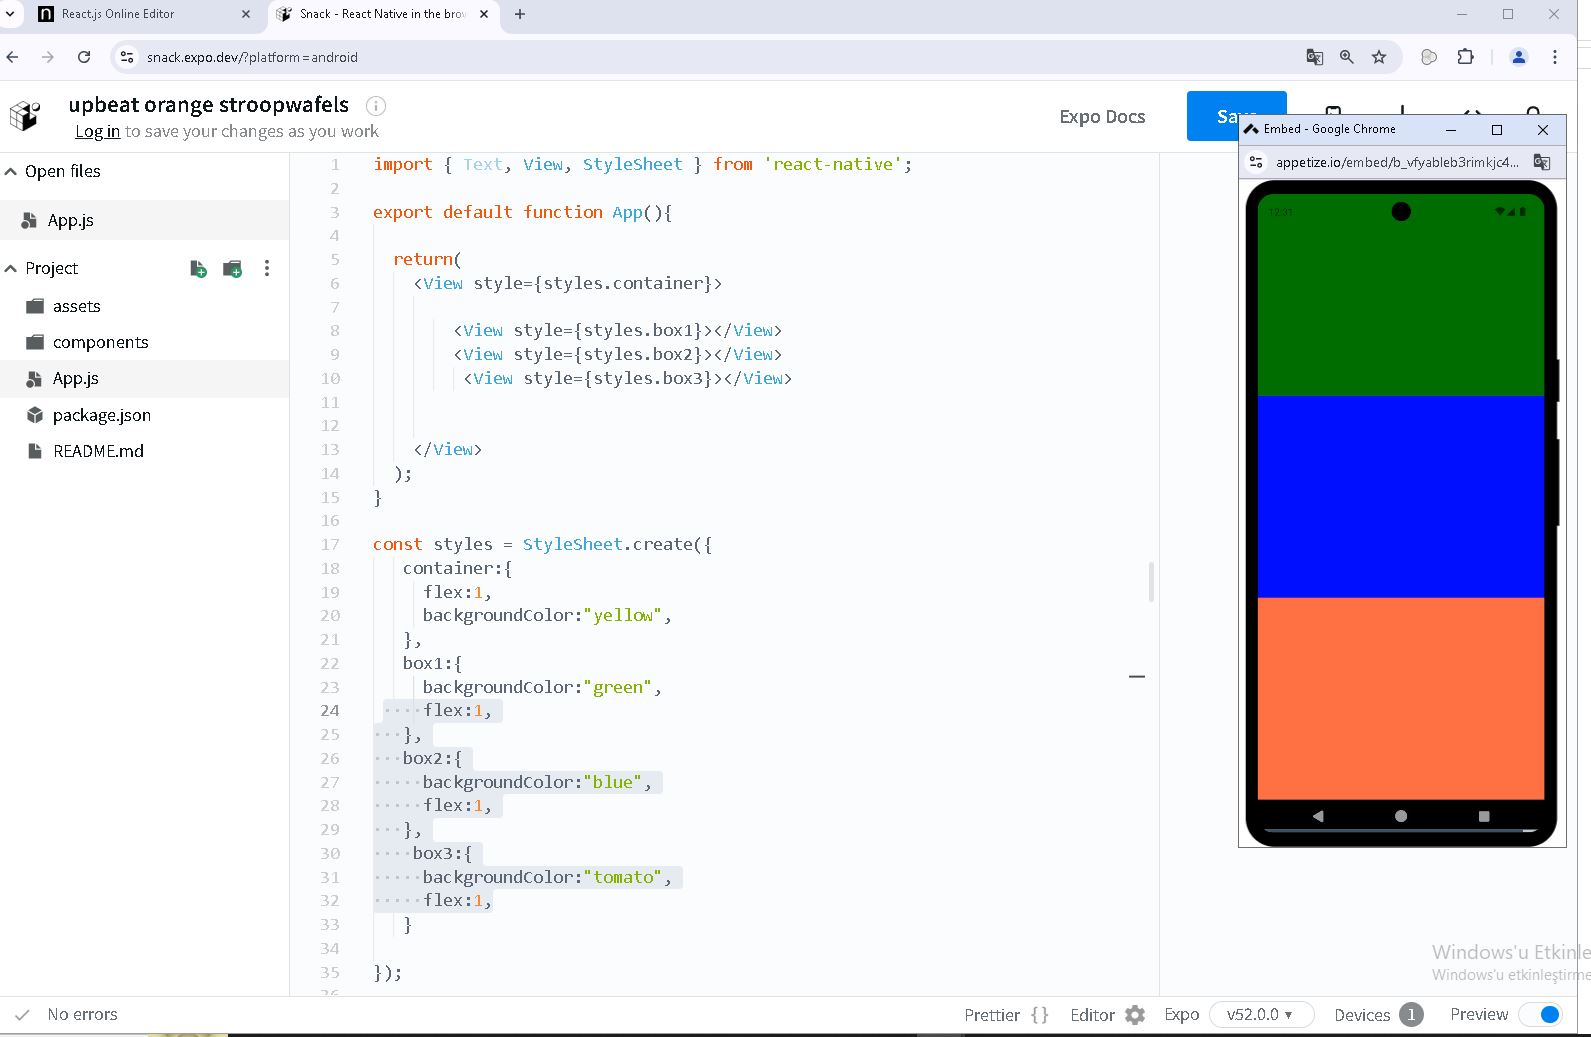 React.js Online Editor
Snack - React Native in the brow
snack.expo.dev/?platform=android
upbeat orange stroopwafels
Log in to save your changes as you work
Expo Docs
Open files
App.js
Project
assets
components
App.js
package.json
README.md
1 import { Text, View, StyleSheet } from 'react-native';
2
3 export default function App(){
4
5 return(
6 <View style={styles.container}>
7
8 <View style={styles.box1}></View>
9 <View style={styles.box2}></View>
10 <View style={styles.box3}></View>
11
12
13 </View>
14 );
15 }
16
17 const styles = StyleSheet.create({
18 container:{
19 flex:1,
20 backgroundColor:"yellow",
21 },
22 box1:{
23 backgroundColor:"green",
24 flex:1,
25 },
26 box2:{
27 backgroundColor:"blue",
28 flex:1,
29 },
30 box3:{
31 backgroundColor:"tomato",
32 flex:1,
33 }
34
35 });
Embed - Google Chrome
appetize.io/embed/b_vfyableb3rimkjc4...
12:31
Windows'u Etkinle
Windows'u etkinleştirme
No errors
Prettier { }
Editor
Expo
v52.0.0
Devices 1
Preview